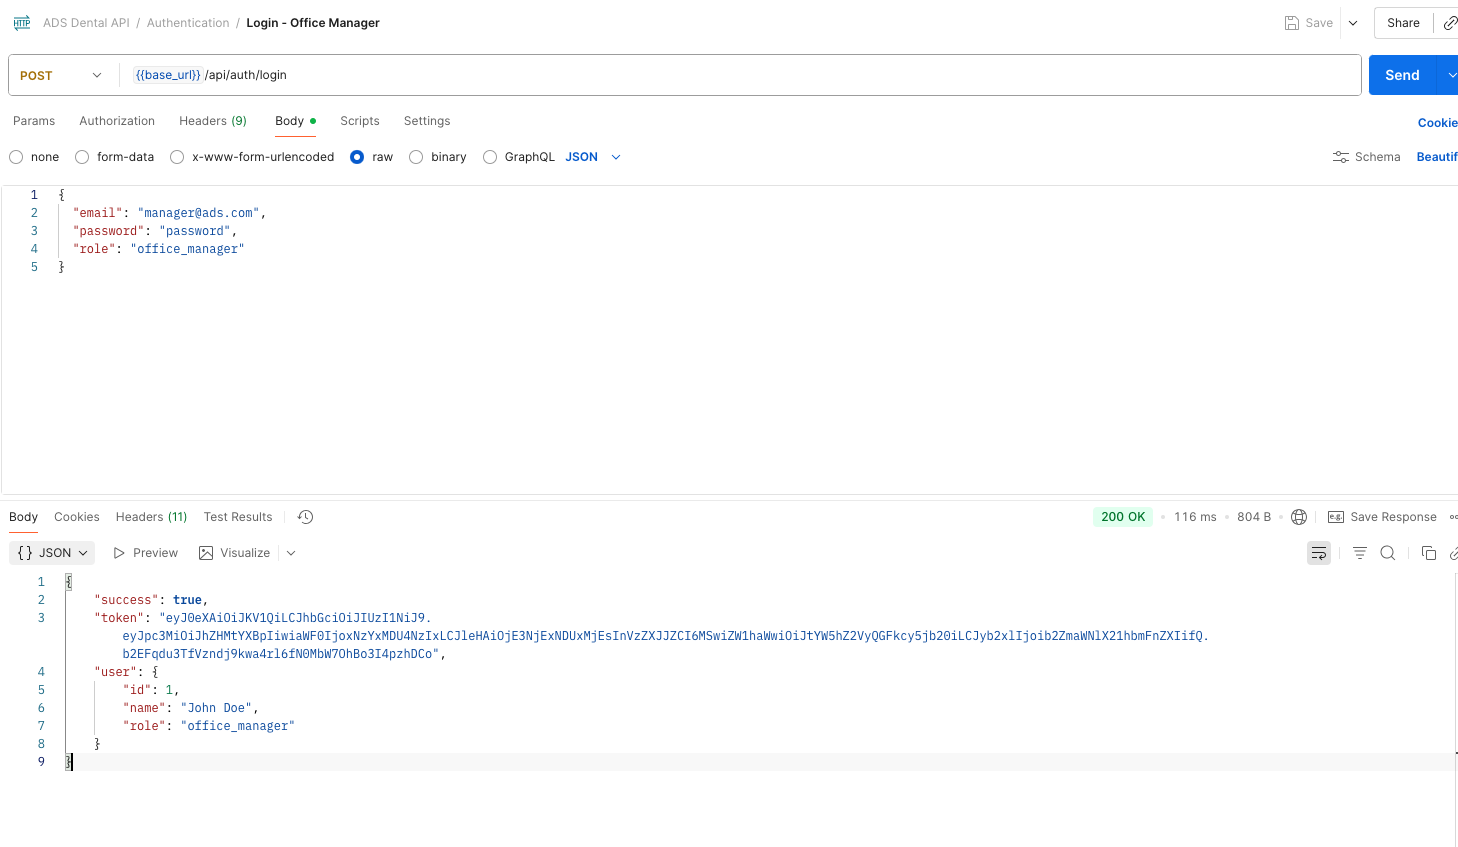 HTTP ADS Dental API / Authentication / Login - Office Manager Save Share
POST {{base_url}}/api/auth/login Send
Params Authorization Headers (9) Body Scripts Settings Cookie
none form-data x-www-form-urlencoded raw binary GraphQL JSON Schema Beautif
1 {
2 "email": "manager@ads.com",
3 "password": "password",
4 "role": "office_manager"
5 }
Body Cookies Headers (11) Test Results 200 OK • 116 ms • 804 B • e.g. Save Response
{} JSON Preview Visualize
1 {
2 "success": true,
3 "token": "eyJ0eXAiOiJKV1QiLCJhbGciOiJIUzI1NiJ9.
eyJpc3MiOiJhZHMtYXBpIiwiaWF0IjoxNzYxMDU4NzIxLCJleHAiOjE3NjExNDUxMjEsInVzZXJJZCI6MSwiZW1haWwiOiJtYW5hZ2VyQGFkcy5jb20iLCJyb2xlIjoib2ZmaWNlX21hbmFnZXIifQ.
b2EFqdu3TfVzndj9kwa4rl6fN0MbW7OhBo3I4pzhDCo",
4 "user": {
5 "id": 1,
6 "name": "John Doe",
7 "role": "office_manager"
8 }
9 }